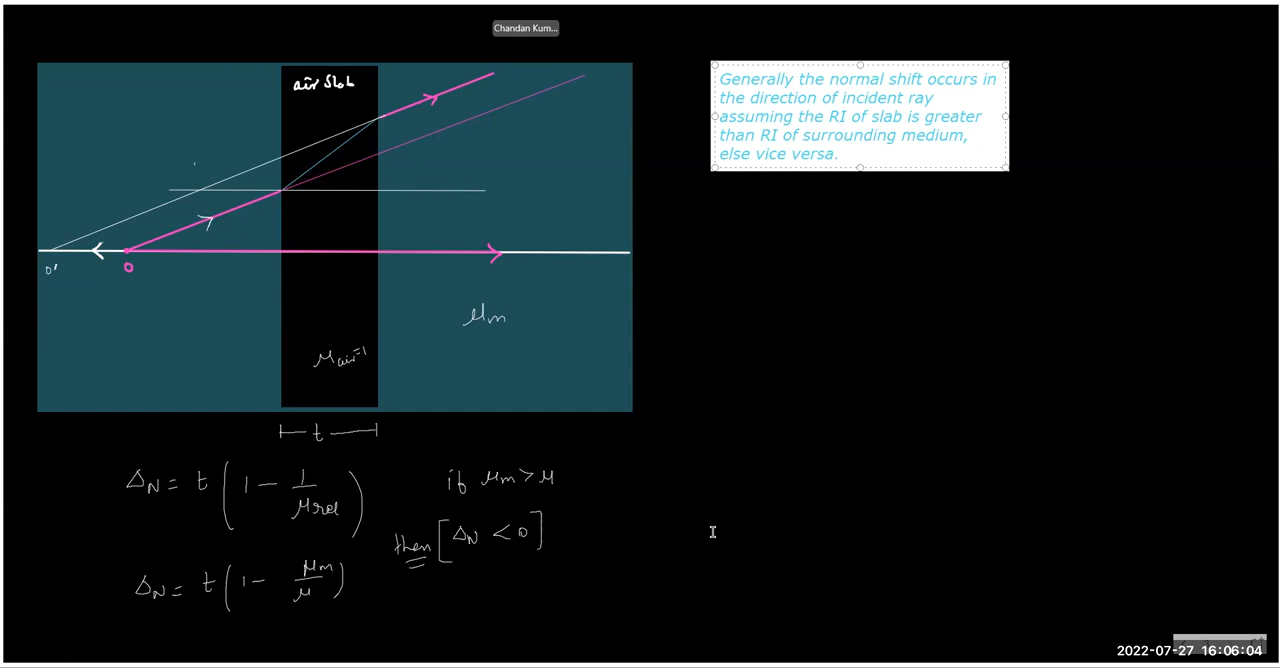 Chandan Kum...
air slab
Generally the normal shift occurs in
the direction of incident ray
assuming the RI of slab is greater
than RI of surrounding medium,
else vice versa.
O'
O
μm
μair=1
t
ΔN = t ( 1 - 1/μrel )
if μm > μ
then [ ΔN < 0 ]
ΔN = t ( 1 - μm/μ )
2022-07-27 16:06:04